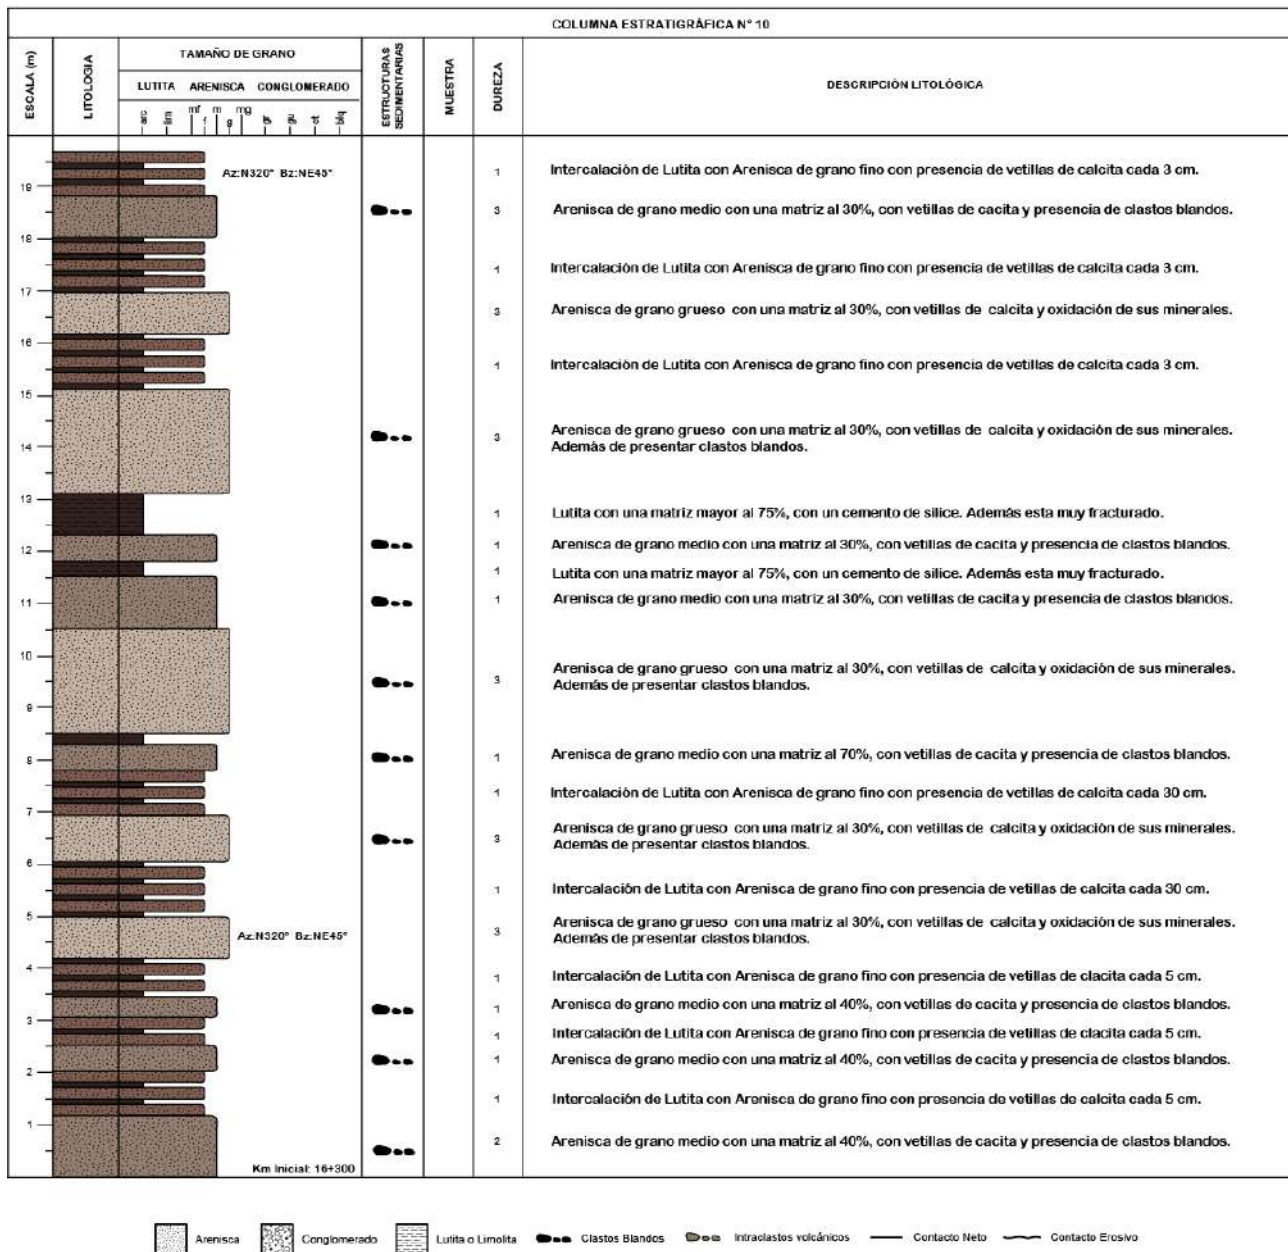 COLUMNA ESTRATIGRÁFICA N° 10
ESCALA (m)
LITOLOGIA
TAMAÑO DE GRANO
LUTITA ARENISCA CONGLOMERADO
arc lim mf f m g mg gr gu ct blq
ESTRUCTURAS
SEDIMENTARIAS
MUESTRA
DUREZA
DESCRIPCIÓN LITOLÓGICA
Az:N320° Bz:NE45° 1 Intercalación de Lutita con Arenisca de grano fino con presencia de vetillas de calcita cada 3 cm.
19
3 Arenisca de grano medio con una matriz al 30%, con vetillas de cacita y presencia de clastos blandos.
18
1 Intercalación de Lutita con Arenisca de grano fino con presencia de vetillas de calcita cada 3 cm.
17
3 Arenisca de grano grueso con una matriz al 30%, con vetillas de calcita y oxidación de sus minerales.
16
1 Intercalación de Lutita con Arenisca de grano fino con presencia de vetillas de calcita cada 3 cm.
15
3 Arenisca de grano grueso con una matriz al 30%, con vetillas de calcita y oxidación de sus minerales.
Además de presentar clastos blandos.
14
13
1 Lutita con una matriz mayor al 75%, con un cemento de silice. Además esta muy fracturado.
12 1 Arenisca de grano medio con una matriz al 30%, con vetillas de cacita y presencia de clastos blandos.
1 Lutita con una matriz mayor al 75%, con un cemento de silice. Además esta muy fracturado.
11 1 Arenisca de grano medio con una matriz al 30%, con vetillas de cacita y presencia de clastos blandos.
10
3 Arenisca de grano grueso con una matriz al 30%, con vetillas de calcita y oxidación de sus minerales.
Además de presentar clastos blandos.
9
8 1 Arenisca de grano medio con una matriz al 70%, con vetillas de cacita y presencia de clastos blandos.
1 Intercalación de Lutita con Arenisca de grano fino con presencia de vetillas de calcita cada 30 cm.
7
3 Arenisca de grano grueso con una matriz al 30%, con vetillas de calcita y oxidación de sus minerales.
Además de presentar clastos blandos.
6
1 Intercalación de Lutita con Arenisca de grano fino con presencia de vetillas de calcita cada 30 cm.
5
Az:N320° Bz:NE45° 3 Arenisca de grano grueso con una matriz al 30%, con vetillas de calcita y oxidación de sus minerales.
Además de presentar clastos blandos.
4
1 Intercalación de Lutita con Arenisca de grano fino con presencia de vetillas de clacita cada 5 cm.
1 Arenisca de grano medio con una matriz al 40%, con vetillas de cacita y presencia de clastos blandos.
3
1 Intercalación de Lutita con Arenisca de grano fino con presencia de vetillas de clacita cada 5 cm.
1 Arenisca de grano medio con una matriz al 40%, con vetillas de cacita y presencia de clastos blandos.
2
1 Intercalación de Lutita con Arenisca de grano fino con presencia de vetillas de calcita cada 5 cm.
1
2 Arenisca de grano medio con una matriz al 40%, con vetillas de cacita y presencia de clastos blandos.
Km Inicial: 16+300
Arenisca Conglomerado Lutita o Limolita Clastos Blandos Intraclastos volcánicos Contacto Neto Contacto Erosivo